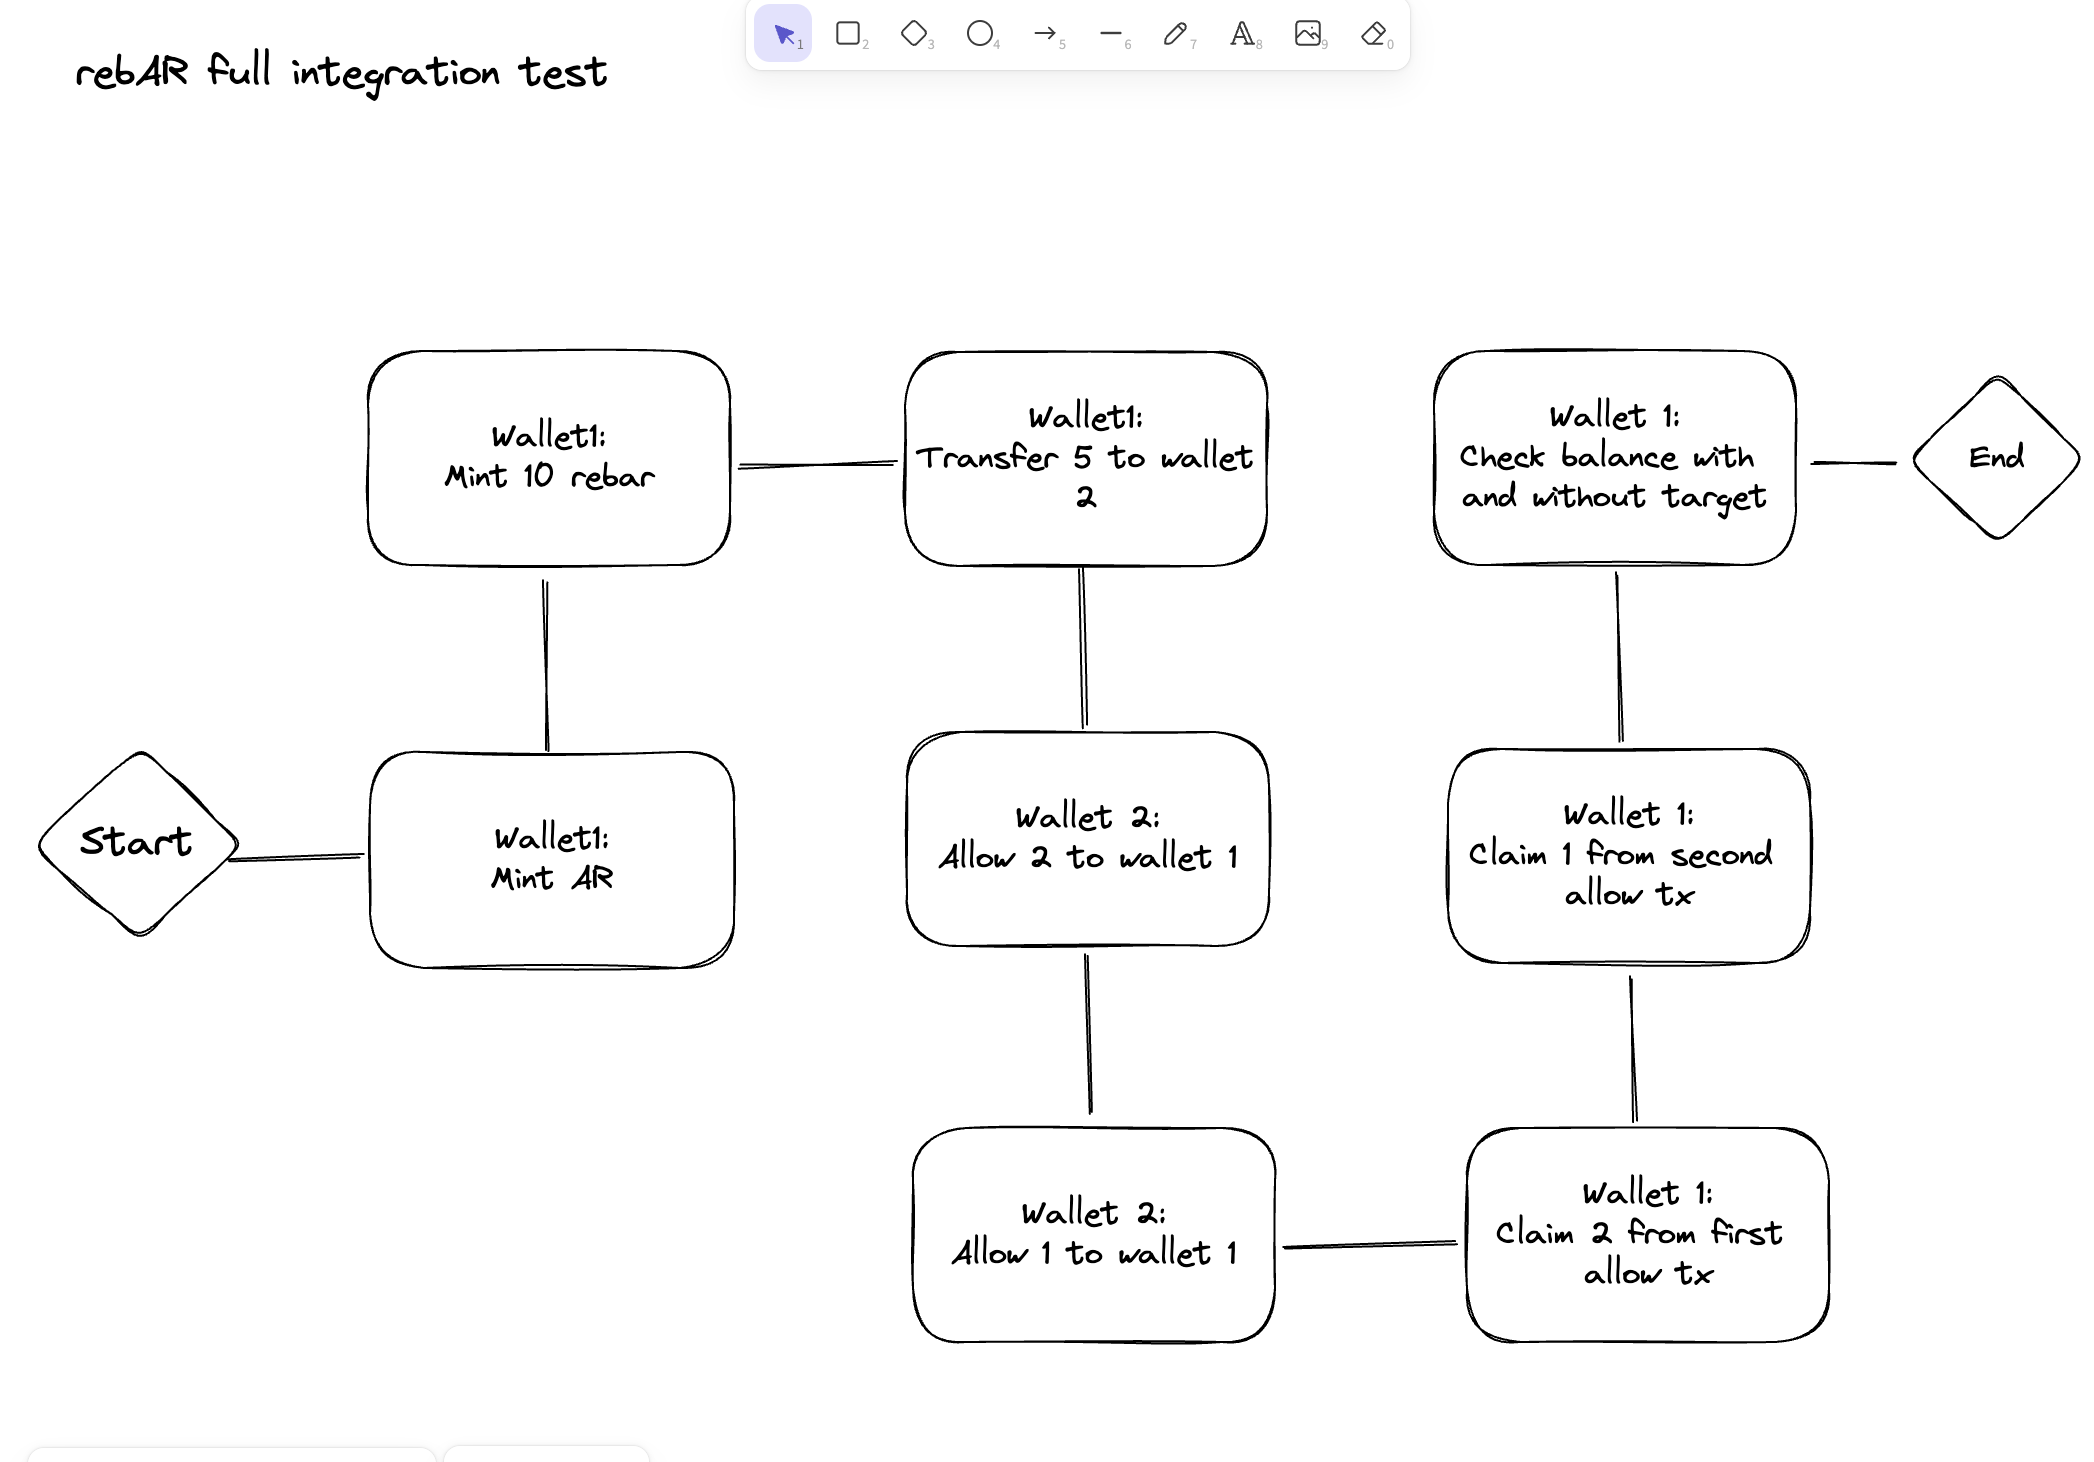 rebAR full integration test
1
2
3
4
5
6
7
A
8
9
0
Wallet1:
Mint 10 rebar
Wallet1:
Transfer 5 to wallet
2
Wallet 1:
Check balance with
and without target
End
Start
Wallet1:
Mint AR
Wallet 2:
Allow 2 to wallet 1
Wallet 1:
Claim 1 from second
allow tx
Wallet 2:
Allow 1 to wallet 1
Wallet 1:
Claim 2 from first
allow tx